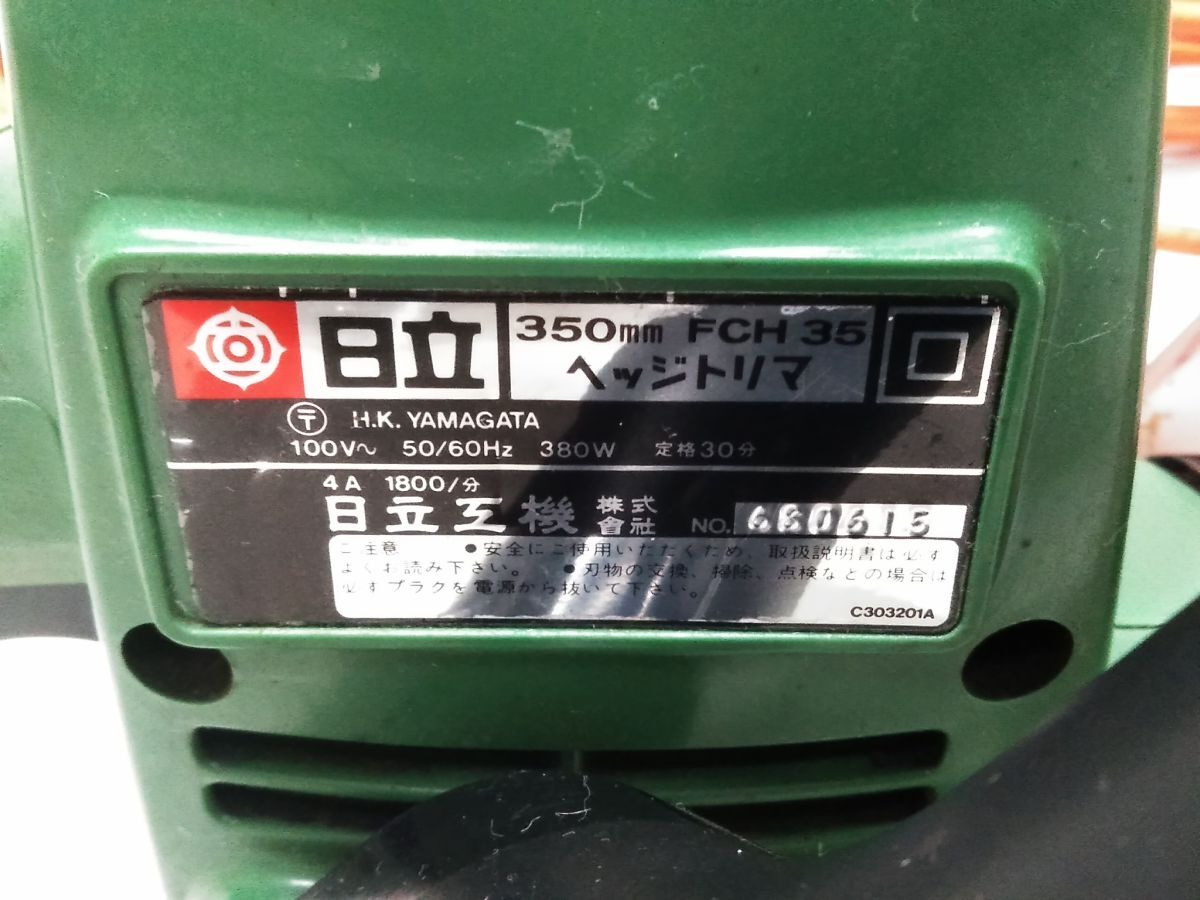 日立
350mm FCH 35
ヘッジトリマ
〒 H.K. YAMAGATA
100V～ 50/60Hz 380W 定格30分
4A 1800/分
日立工機 株式會社 NO.
ご注意 ●安全にご使用いただくため、取扱説明書は必ず
よくお読み下さい。 ●刃物の交換、掃除、点検などの場合は
必ずプラグを電源から抜いて下さい。
C303201A